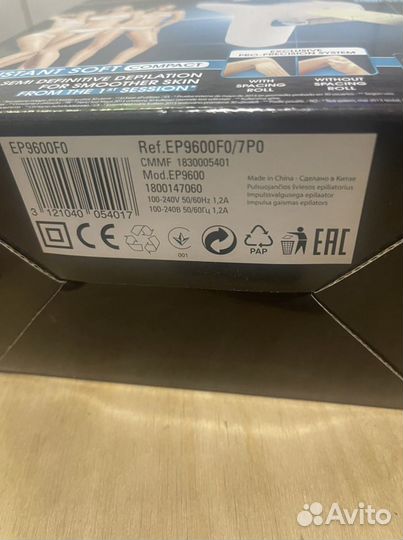 INSTANT SOFT COMPACT
SEMI-DEFINITIVE DEPILATION
FOR SMOOTHER SKIN
FROM THE 1ST SESSION*
EXCLUSIVE
PRO-PRECISION SYSTEM
WITH
SPACING
ROLL
WITHOUT
SPACING
ROLL
EP9600F0
3 121040 054017
Ref.EP9600F0/7P0
CMMF 1830005401
Mod.EP9600
1800147060
100-240V 50/60Hz 1,2A
100-240В 50/60Гц 1,2А
Made in China - Сделано в Китае
Pulsuojančios šviesos epiliatorius
Impulssvalgusega epilaator
Impulsa gaismas epilators
CE
001
PAP
EAC
Avito